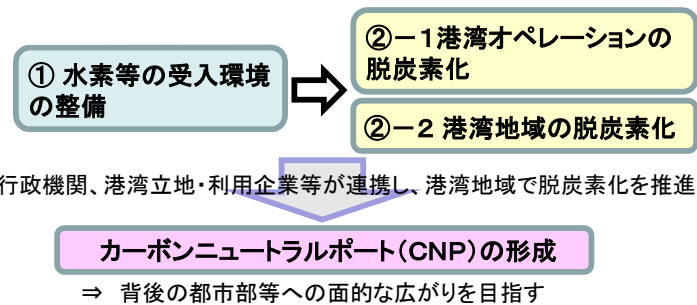 ① 水素等の受入環境
の整備
②－１港湾オペレーションの
脱炭素化
②－２ 港湾地域の脱炭素化
行政機関、港湾立地・利用企業等が連携し、港湾地域で脱炭素化を推進
カーボンニュートラルポート（ＣＮＰ）の形成
⇒ 背後の都市部等への面的な広がりを目指す